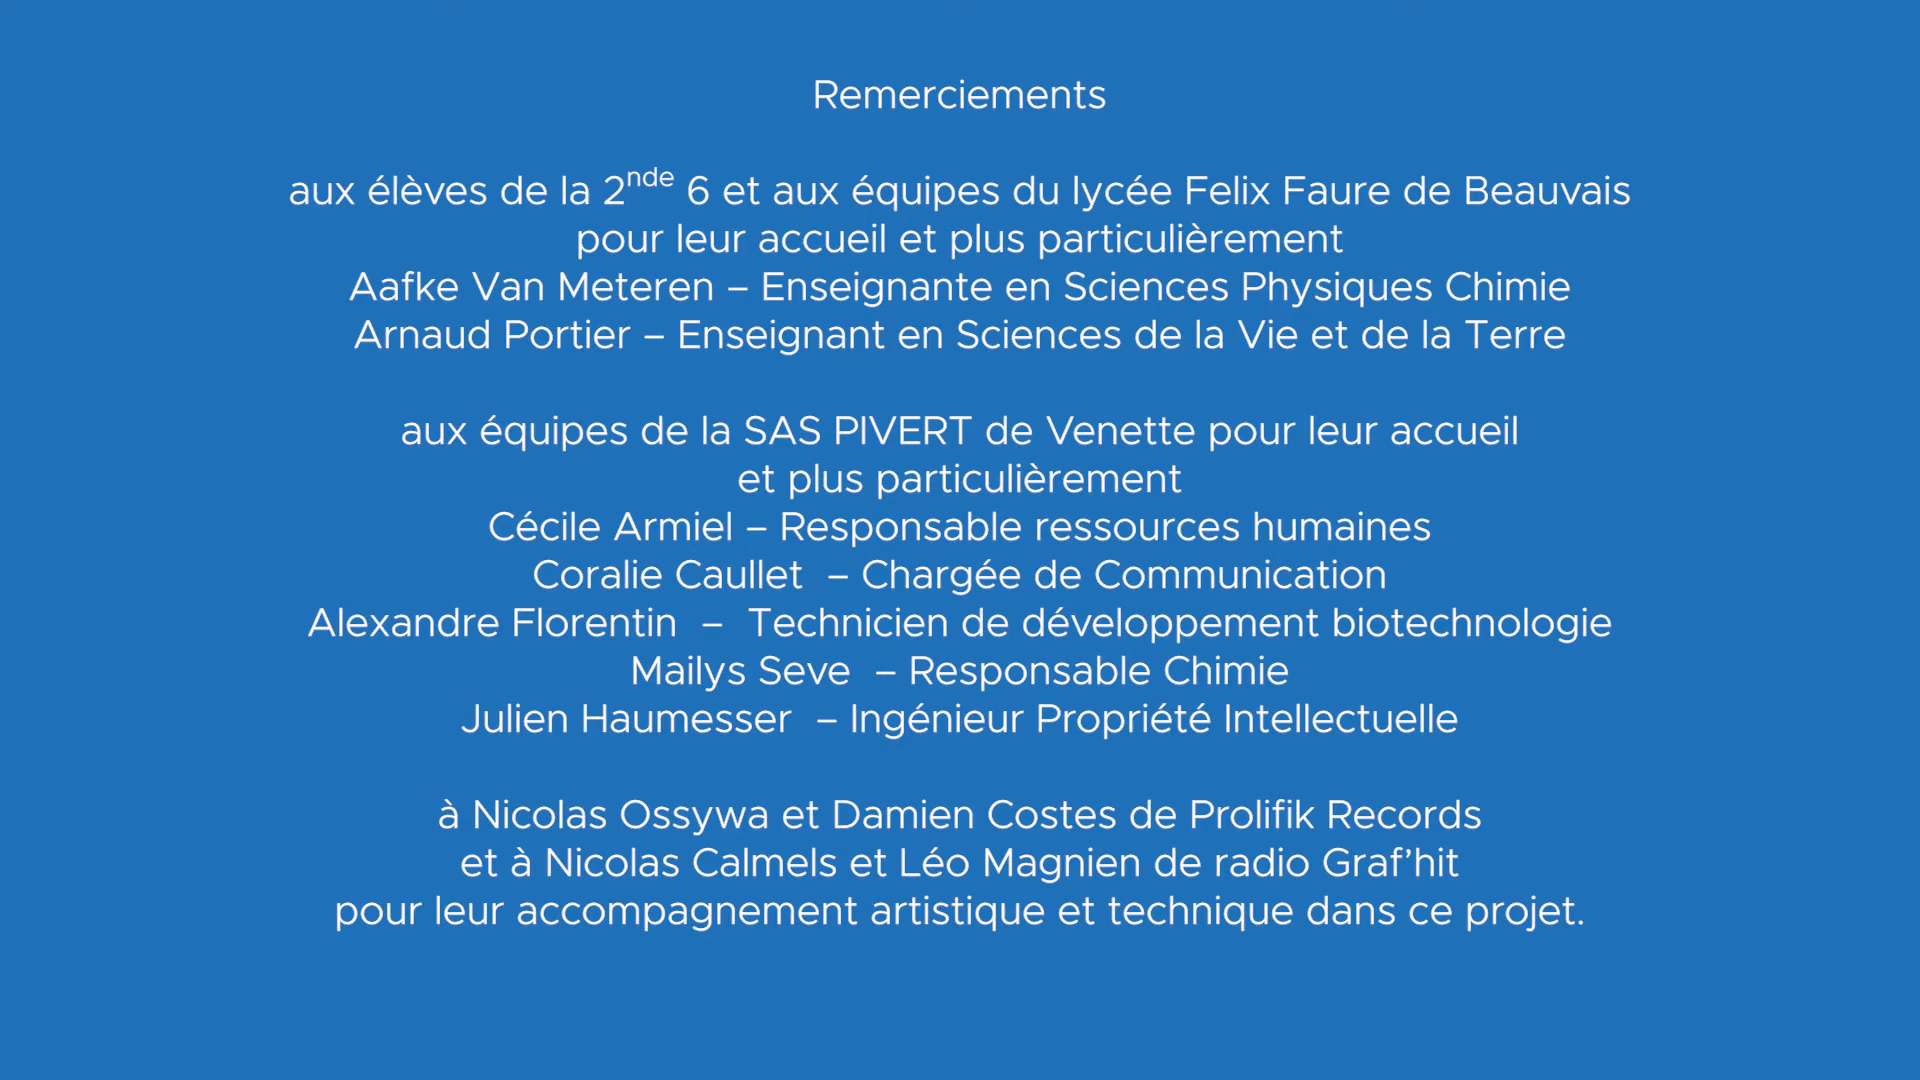 Remerciements
aux élèves de la 2nde 6 et aux équipes du lycée Felix Faure de Beauvais
pour leur accueil et plus particulièrement
Aafke Van Meteren – Enseignante en Sciences Physiques Chimie
Arnaud Portier – Enseignant en Sciences de la Vie et de la Terre
aux équipes de la SAS PIVERT de Venette pour leur accueil
et plus particulièrement
Cécile Armiel – Responsable ressources humaines
Coralie Caullet – Chargée de Communication
Alexandre Florentin – Technicien de développement biotechnologie
Mailys Seve – Responsable Chimie
Julien Haumesser – Ingénieur Propriété Intellectuelle
à Nicolas Ossywa et Damien Costes de Prolifik Records
et à Nicolas Calmels et Léo Magnien de radio Graf’hit
pour leur accompagnement artistique et technique dans ce projet.